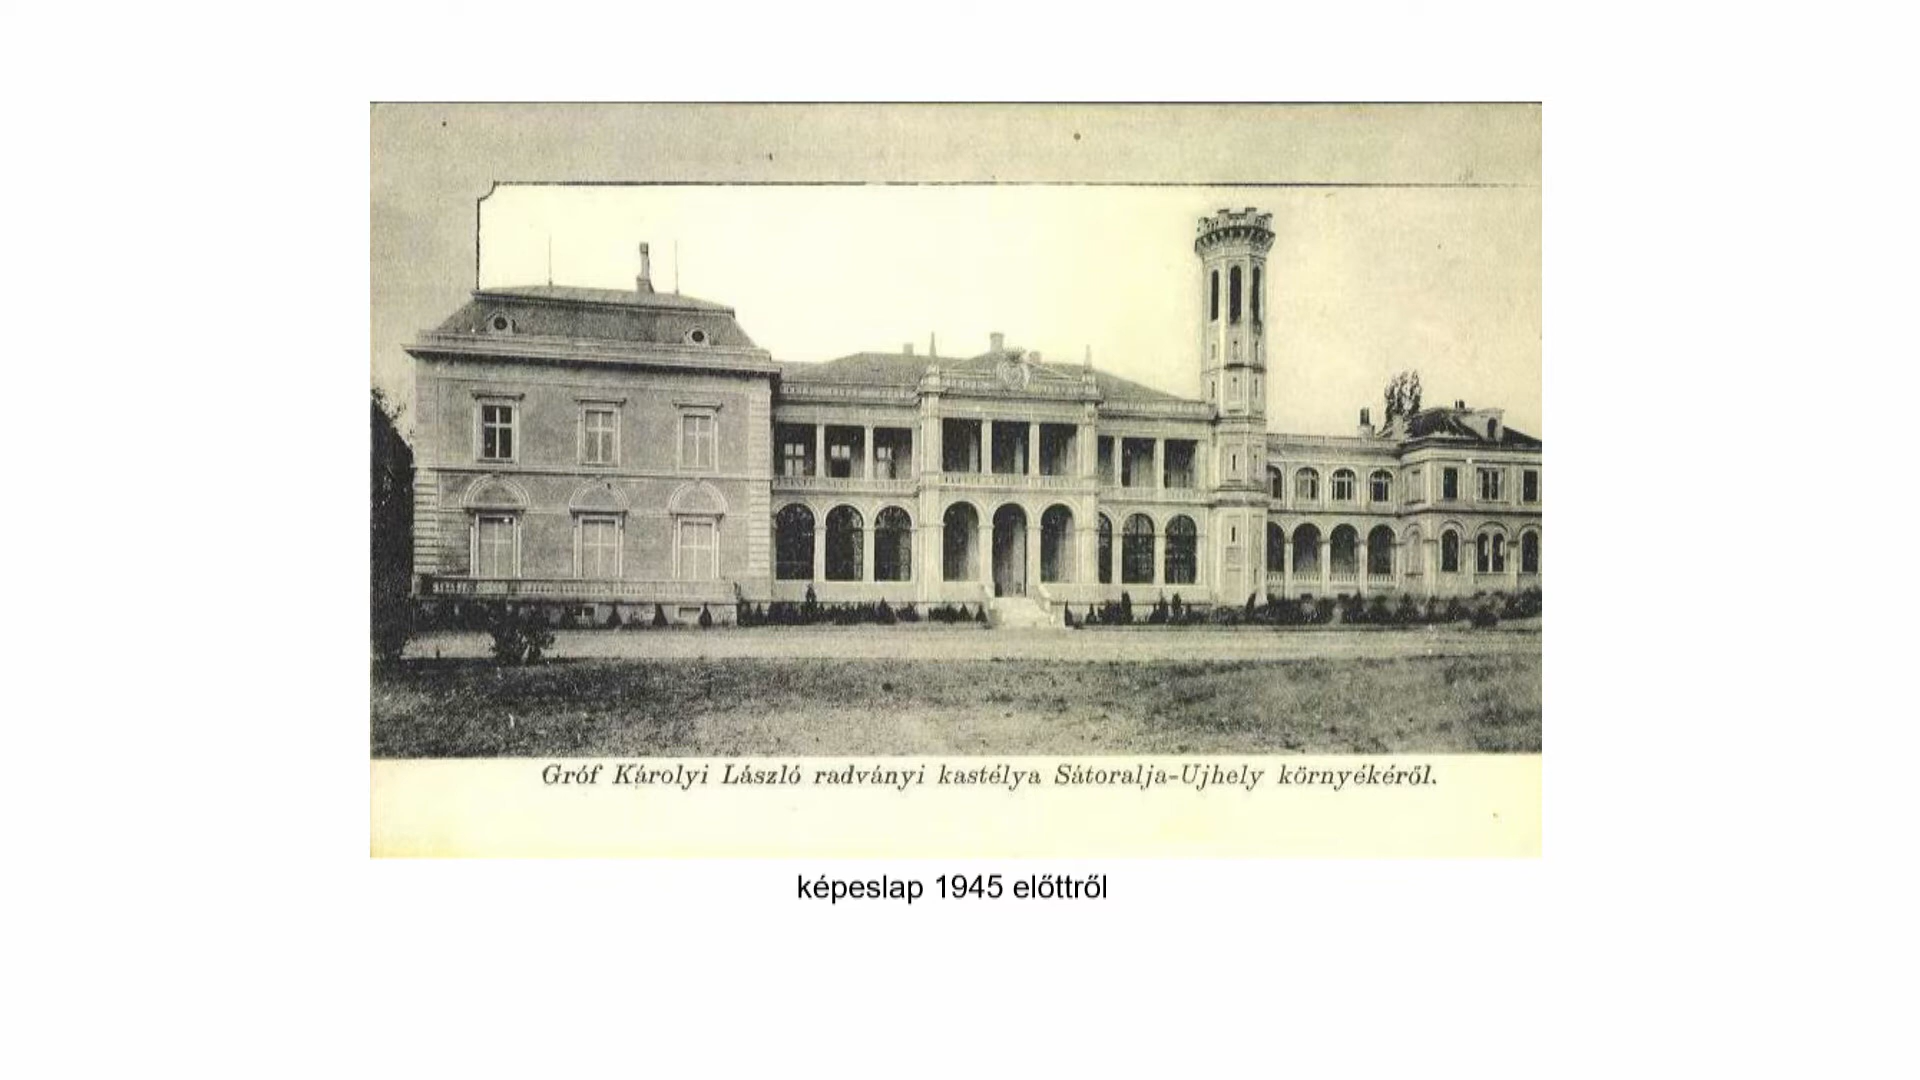 Gróf Károlyi László radványi kastélya Sátoralja-Ujhely környékéről.
képeslap 1945 előttről